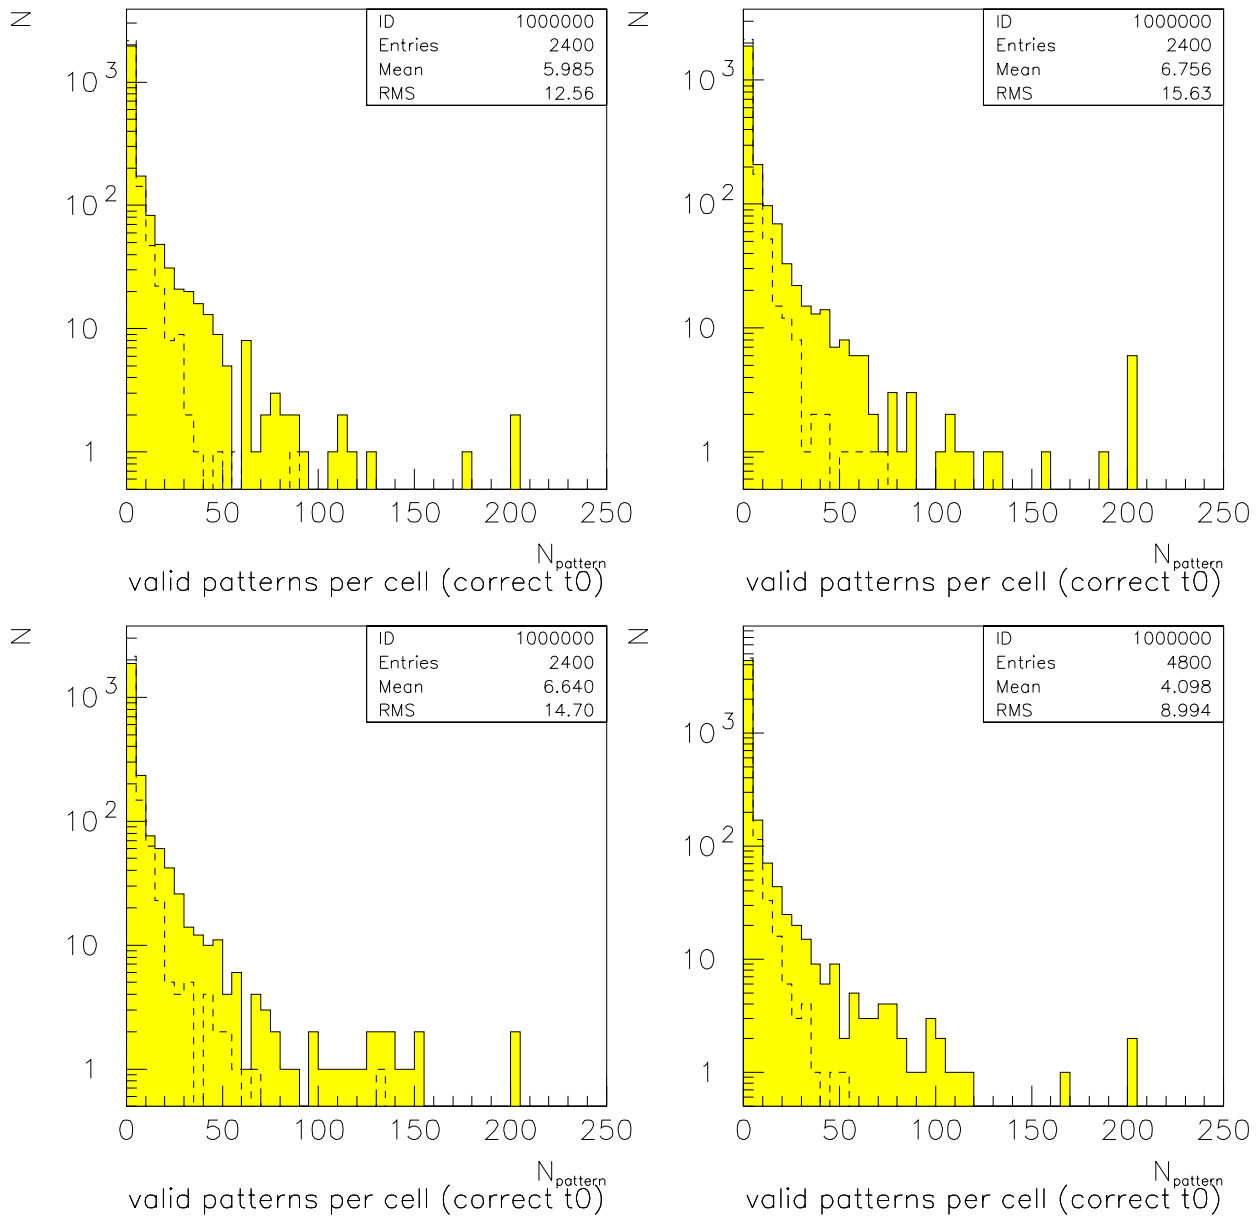 N
ID 1000000
Entries 2400
Mean 5.985
RMS 12.56
10 3
10 2
10
1
0 50 100 150 200 250
Npattern
valid patterns per cell (correct t0)
N
ID 1000000
Entries 2400
Mean 6.756
RMS 15.63
10 3
10 2
10
1
0 50 100 150 200 250
Npattern
valid patterns per cell (correct t0)
N
ID 1000000
Entries 2400
Mean 6.640
RMS 14.70
10 3
10 2
10
1
0 50 100 150 200 250
Npattern
valid patterns per cell (correct t0)
N
ID 1000000
Entries 4800
Mean 4.098
RMS 8.994
10 3
10 2
10
1
0 50 100 150 200 250
Npattern
valid patterns per cell (correct t0)